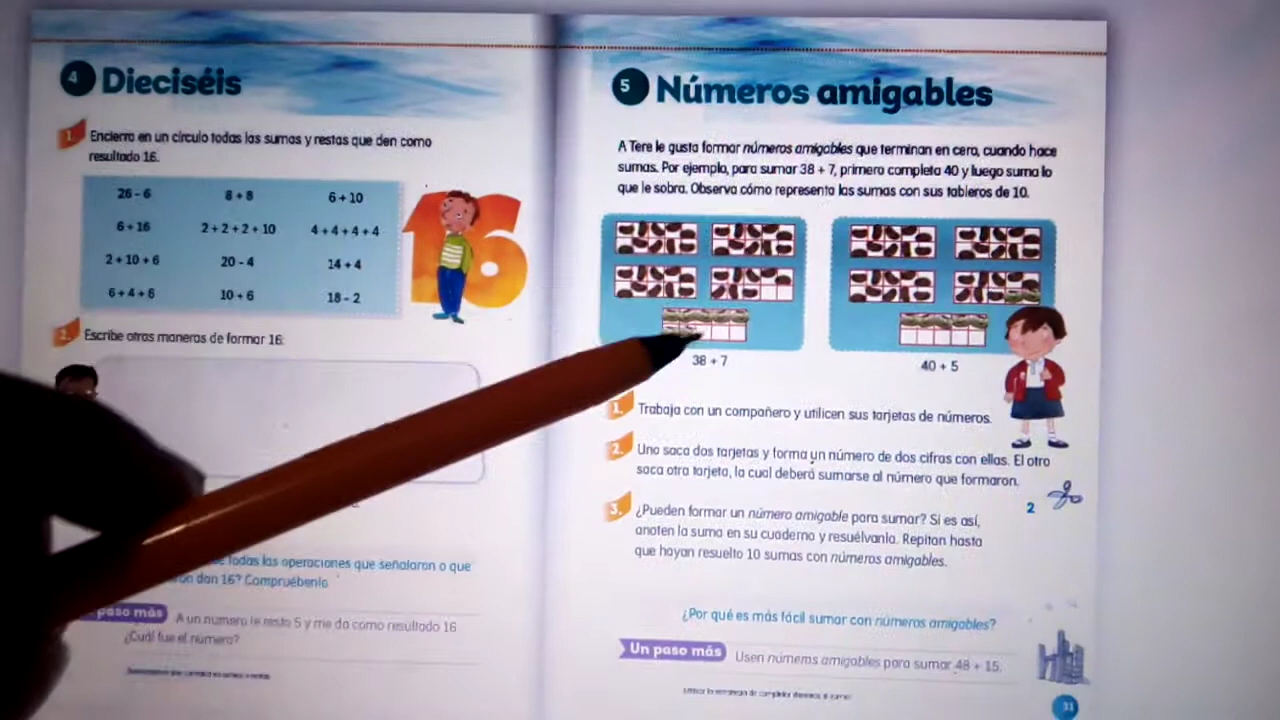 4 Dieciséis
1. Encierra en un círculo todas las sumas y restas que den como
resultado 16.
26 - 6 8 + 8 6 + 10
6 + 16 2 + 2 + 2 + 10 4 + 4 + 4 + 4
2 + 10 + 6 20 - 4 14 + 4
6 + 4 + 6 10 + 6 18 - 2
16
2. Escribe otras maneras de formar 16:
todas las operaciones que señalaron o que
dan 16? Compruébenlo
paso más A un número le resto 5 y me da como resultado 16
¿Cuál fue el número?
5 Números amigables
A Tere le gusta formar números amigables que terminan en cero, cuando hace
sumas. Por ejemplo, para sumar 38 + 7, primero completa 40 y luego suma lo
que le sobra. Observa cómo representa las sumas con sus tableros de 10.
38 + 7 40 + 5
1. Trabaja con un compañero y utilicen sus tarjetas de números.
2. Uno saca dos tarjetas y forma un número de dos cifras con ellas. El otro
saca otra tarjeta, la cual deberá sumarse al número que formaron.
2
3. ¿Pueden formar un número amigable para sumar? Si es así,
anoten la suma en su cuaderno y resuélvanla. Repitan hasta
que hayan resuelto 10 sumas con números amigables.
¿Por qué es más fácil sumar con números amigables?
Un paso más Usen números amigables para sumar 48 + 15.
31